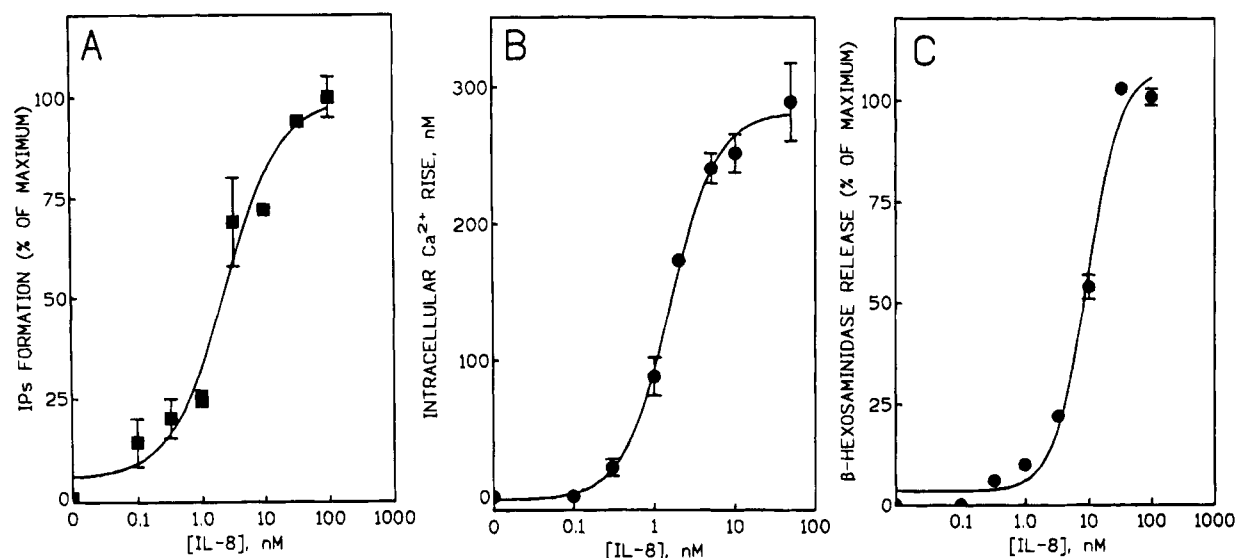 A
IPs FORMATION (% OF MAXIMUM)
100
75
50
25
0
0 0.1 1.0 10 100 1000
[IL-8], nM
B
INTRACELLULAR Ca2+ RISE, nM
300
200
100
0
0 0.1 1 10 100
[IL-8], nM
C
β-HEXOSAMINIDASE RELEASE (% OF MAXIMUM)
100
75
50
25
0
0.1 1.0 10 100 1000
[IL-8], nM